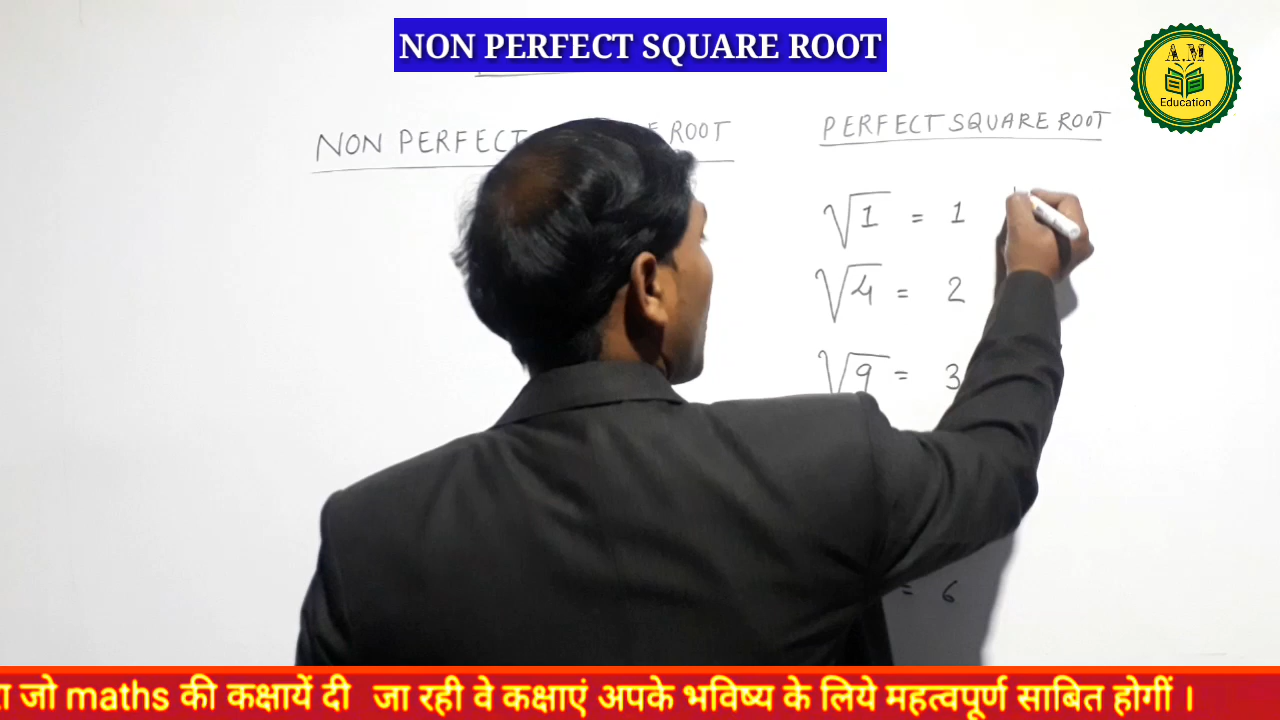 NON PERFECT SQUARE ROOT
A.M
Education
NON PERFECT E ROOT
PERFECT SQUARE ROOT
√1 = 1
√4 = 2
√9 = 3
= 6
जो maths की कक्षायें दी जा रही वे कक्षाएं अपके भविष्य के लिये महत्वपूर्ण साबित होगीं ।